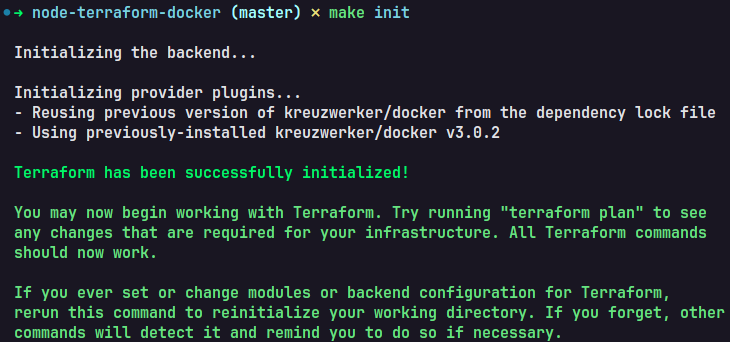 ➜ node-terraform-docker (master) ✗ make init
Initializing the backend...
Initializing provider plugins...
- Reusing previous version of kreuzwerker/docker from the dependency lock file
- Using previously-installed kreuzwerker/docker v3.0.2
Terraform has been successfully initialized!
You may now begin working with Terraform. Try running "terraform plan" to see
any changes that are required for your infrastructure. All Terraform commands
should now work.
If you ever set or change modules or backend configuration for Terraform,
rerun this command to reinitialize your working directory. If you forget, other
commands will detect it and remind you to do so if necessary.